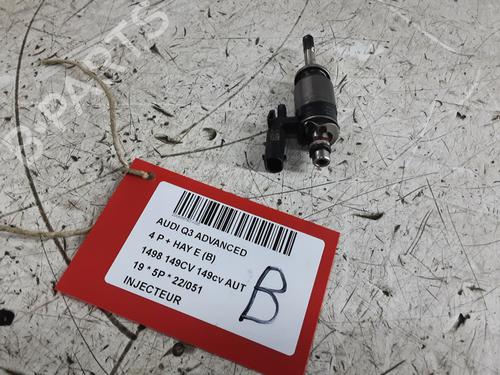 B-PARTS
AUDI Q3 ADVANCED
4 P + HAY E (B)
1498 149CV 149cv AUT
19 * 5P * 22/051
INJECTEUR
B